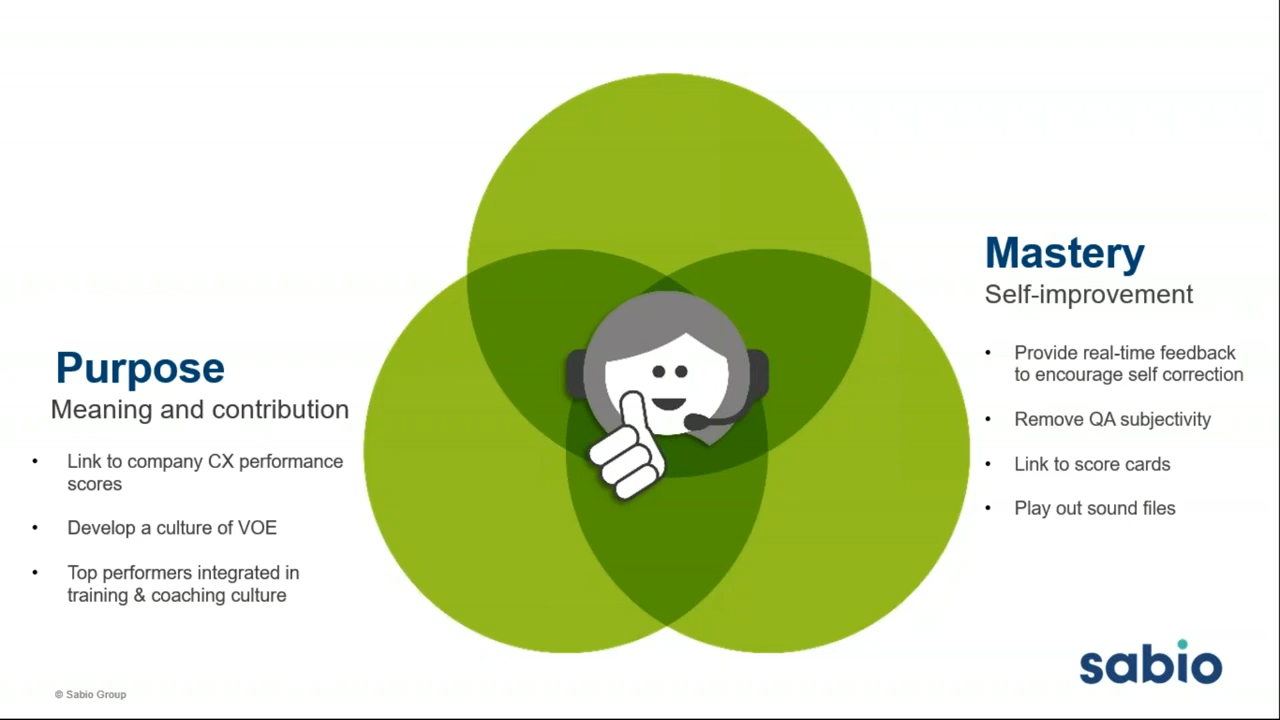 Purpose
Meaning and contribution
• Link to company CX performance
scores
• Develop a culture of VOE
• Top performers integrated in
training & coaching culture
Mastery
Self-improvement
• Provide real-time feedback
to encourage self correction
• Remove QA subjectivity
• Link to score cards
• Play out sound files
sabio
© Sabio Group